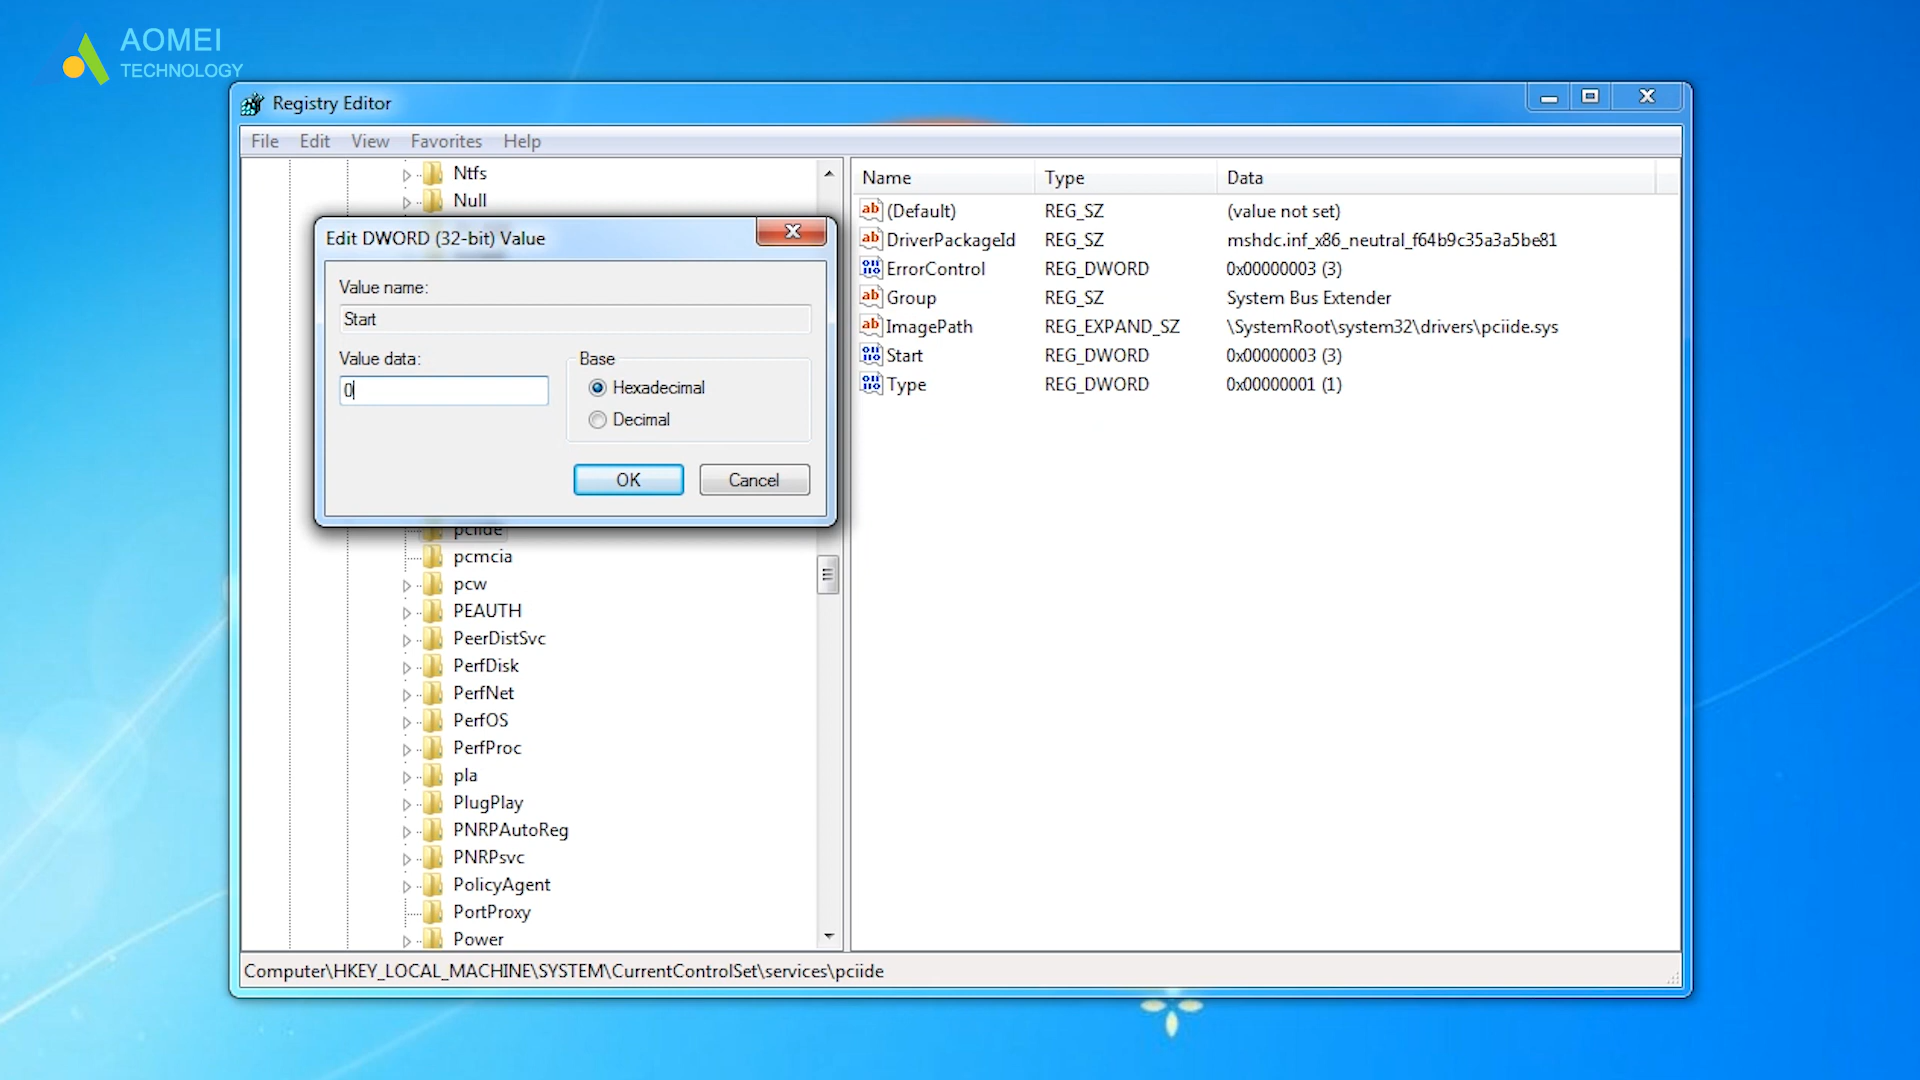 AOMEI
TECHNOLOGY
Registry Editor
File Edit View Favorites Help
Ntfs
Null
Edit DWORD (32-bit) Value
Value name:
Start
Value data:
0
Base
Hexadecimal
Decimal
OK Cancel
pciide
pcmcia
pcw
PEAUTH
PeerDistSvc
PerfDisk
PerfNet
PerfOS
PerfProc
pla
PlugPlay
PNRPAutoReg
PNRPsvc
PolicyAgent
PortProxy
Power
Name Type Data
(Default) REG_SZ (value not set)
DriverPackageId REG_SZ mshdc.inf_x86_neutral_f64b9c35a3a5be81
ErrorControl REG_DWORD 0x00000003 (3)
Group REG_SZ System Bus Extender
ImagePath REG_EXPAND_SZ \SystemRoot\system32\drivers\pciide.sys
Start REG_DWORD 0x00000003 (3)
Type REG_DWORD 0x00000001 (1)
Computer\HKEY_LOCAL_MACHINE\SYSTEM\CurrentControlSet\services\pciide